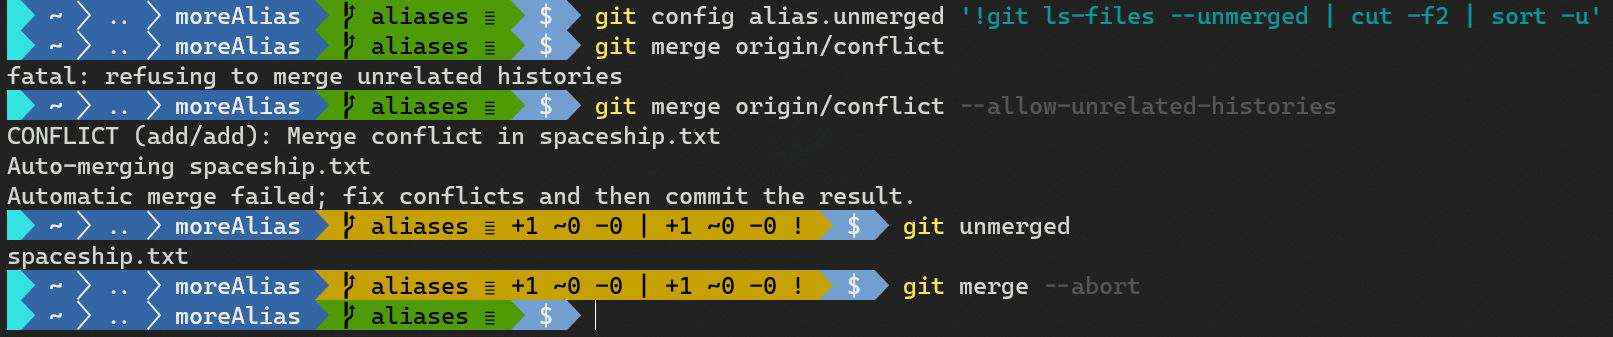 ~ .. moreAlias aliases ≡ $ git config alias.unmerged '!git ls-files --unmerged | cut -f2 | sort -u'
~ .. moreAlias aliases ≡ $ git merge origin/conflict
fatal: refusing to merge unrelated histories
~ .. moreAlias aliases ≡ $ git merge origin/conflict --allow-unrelated-histories
CONFLICT (add/add): Merge conflict in spaceship.txt
Auto-merging spaceship.txt
Automatic merge failed; fix conflicts and then commit the result.
~ .. moreAlias aliases ≡ +1 ~0 -0 | +1 ~0 -0 ! $ git unmerged
spaceship.txt
~ .. moreAlias aliases ≡ +1 ~0 -0 | +1 ~0 -0 ! $ git merge --abort
~ .. moreAlias aliases ≡ $